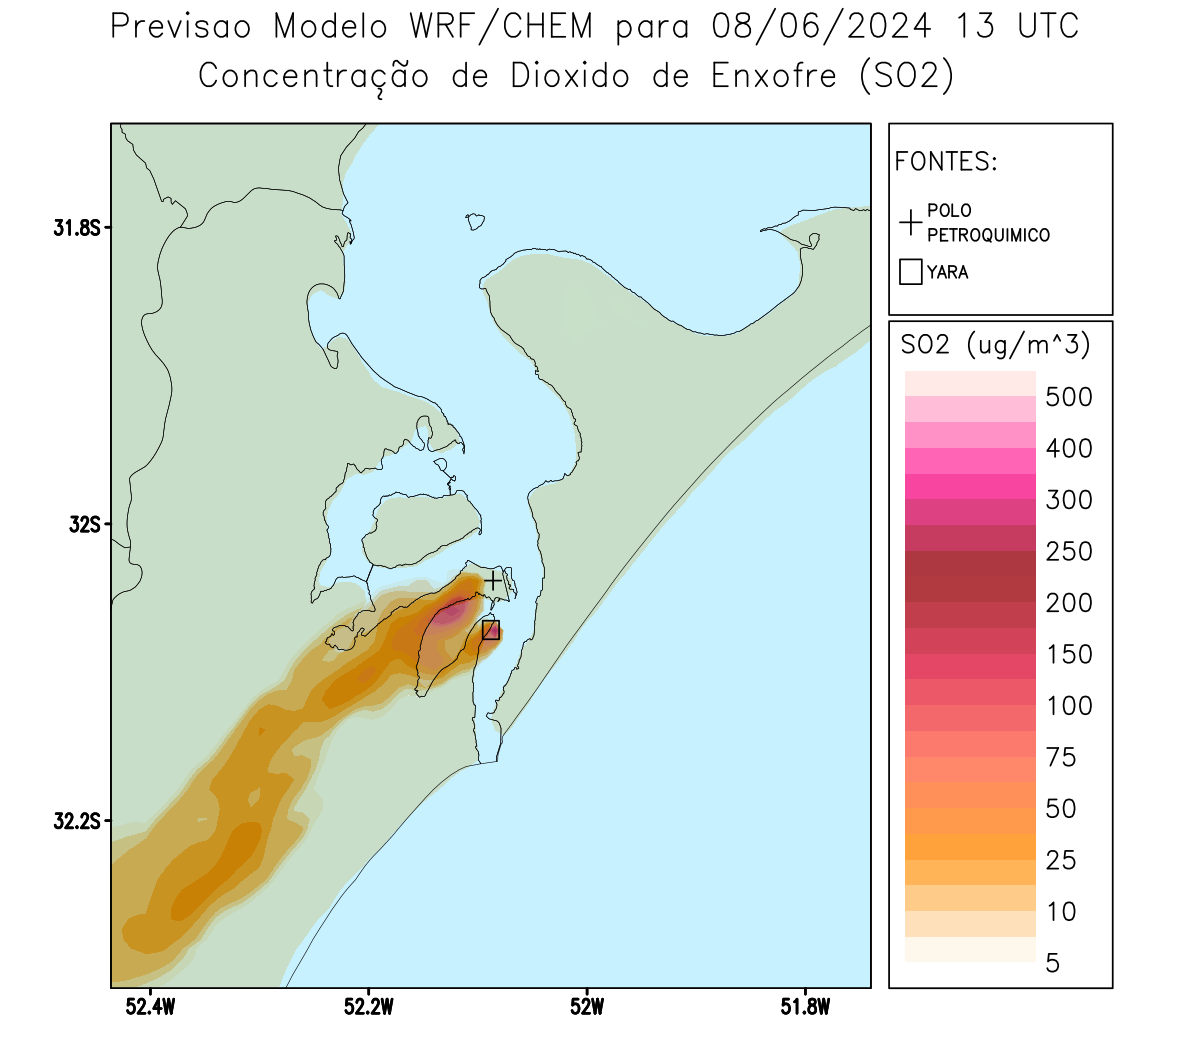 Previsao Modelo WRF/CHEM para 08/06/2024 13 UTC
Concentração de Dioxido de Enxofre (SO2)
FONTES:
POLO
PETROQUIMICO
YARA
31.8S
32S
32.2S
52.4W
52.2W
52W
51.8W
SO2 (ug/m^3)
500
400
300
250
200
150
100
75
50
25
10
5